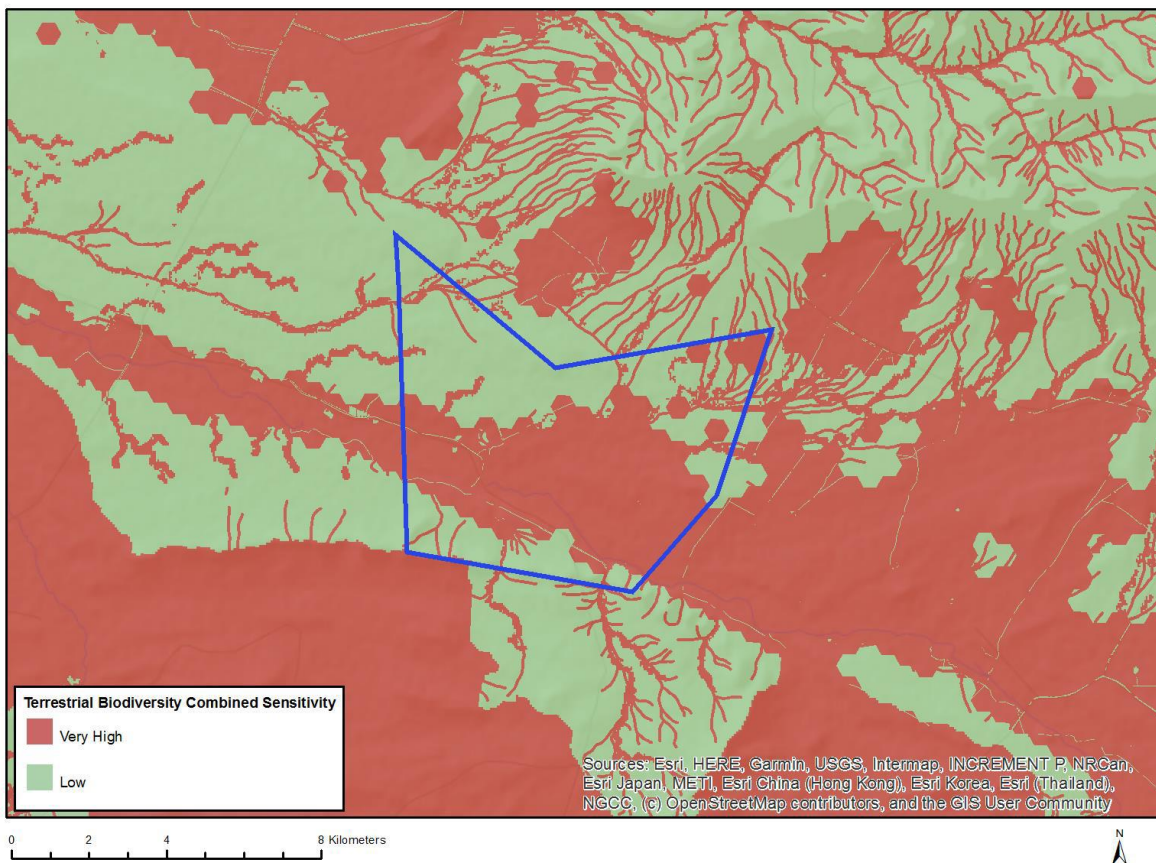 Terrestrial Biodiversity Combined Sensitivity
Very High
Low
Sources: Esri, HERE, Garmin, USGS, Intermap, INCREMENT P, NRCan,
Esri Japan, METI, Esri China (Hong Kong), Esri Korea, Esri (Thailand),
NGCC, (c) OpenStreetMap contributors, and the GIS User Community
0 2 4 8 Kilometers
N